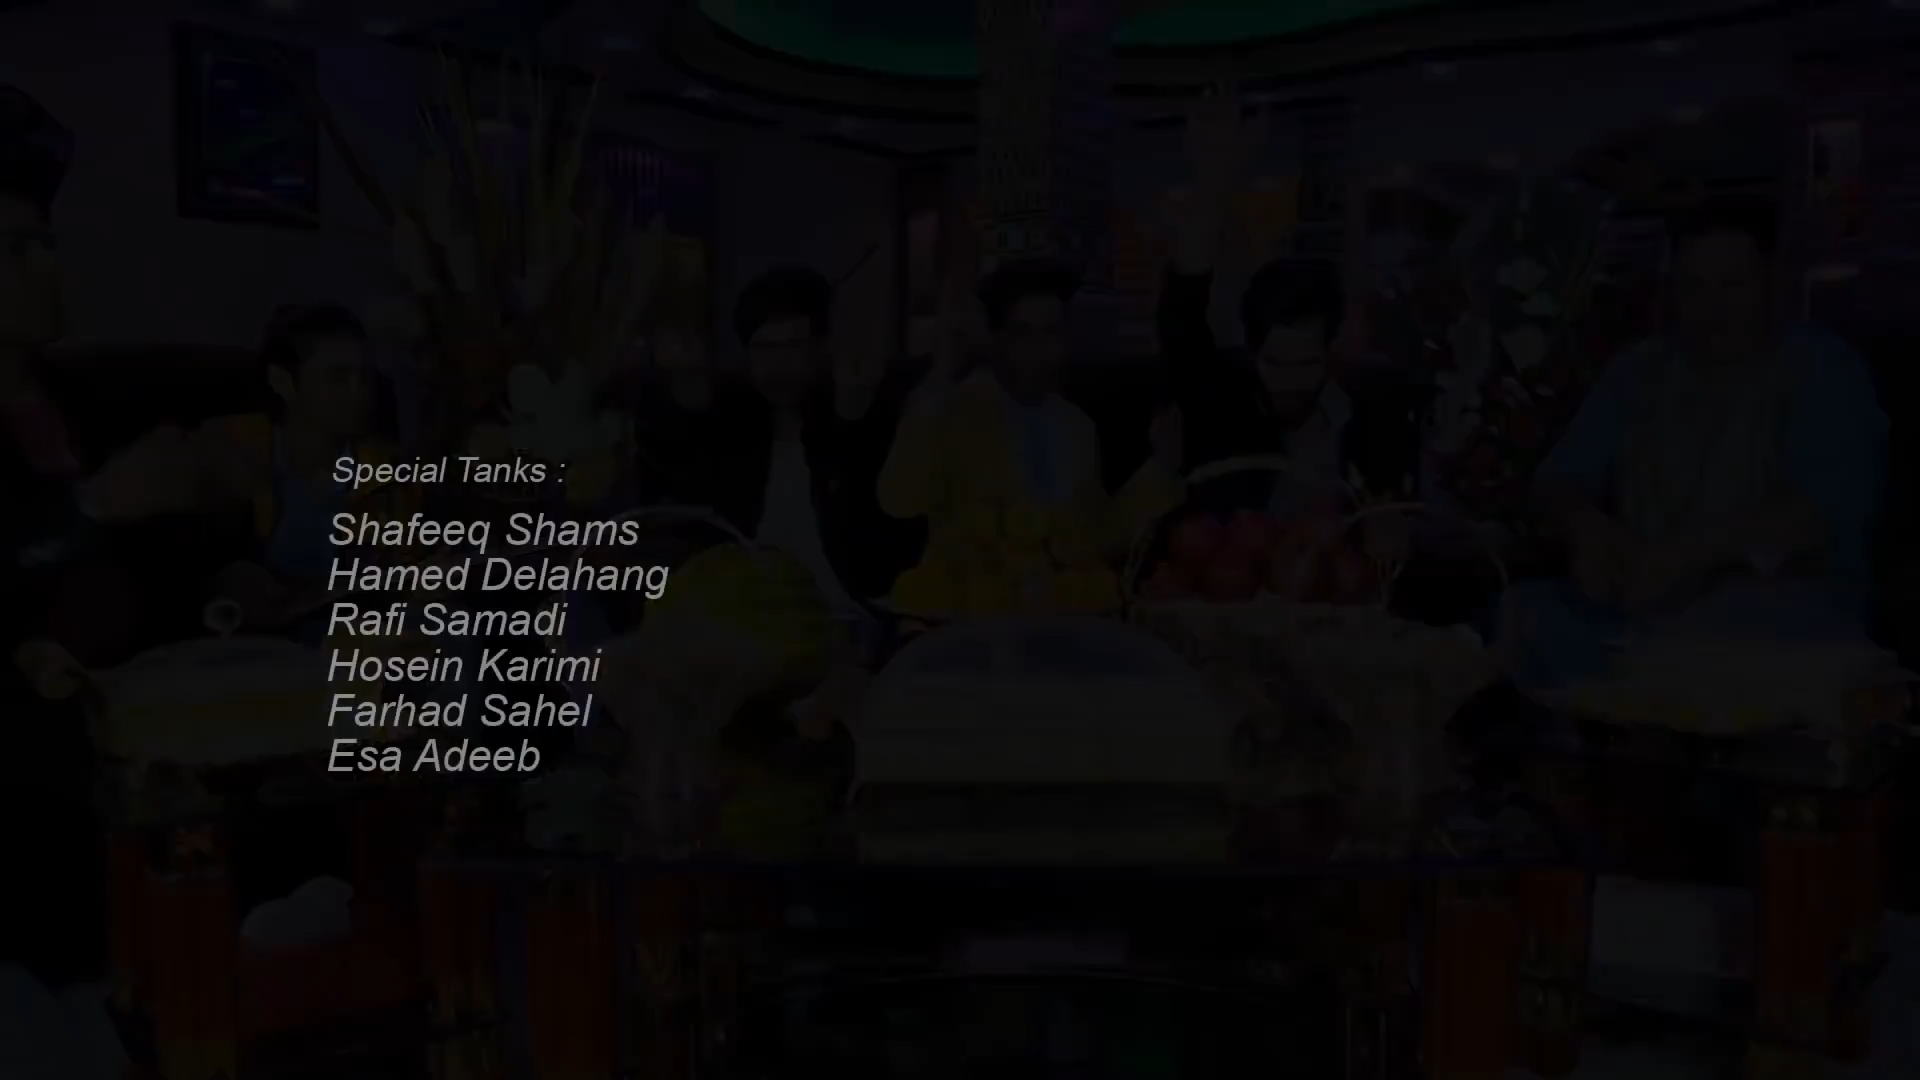 Special Tanks :
Shafeeq Shams
Hamed Delahang
Rafi Samadi
Hosein Karimi
Farhad Sahel
Esa Adeeb